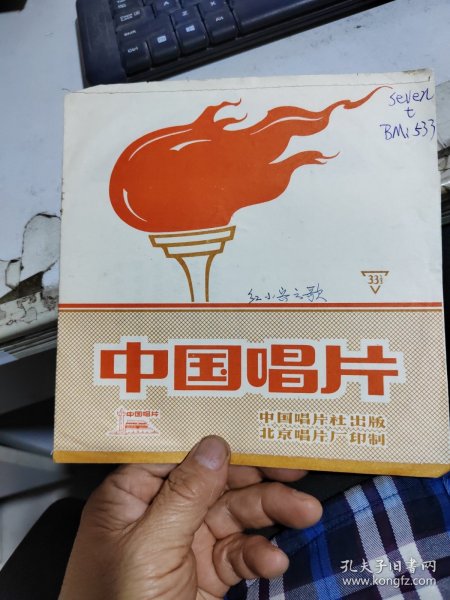 seven
t
BM1533
33⅓
红小兵之歌
中国唱片
中国唱片
中国唱片社出版
北京唱片厂印制
孔夫子旧书网
www.kongfz.com